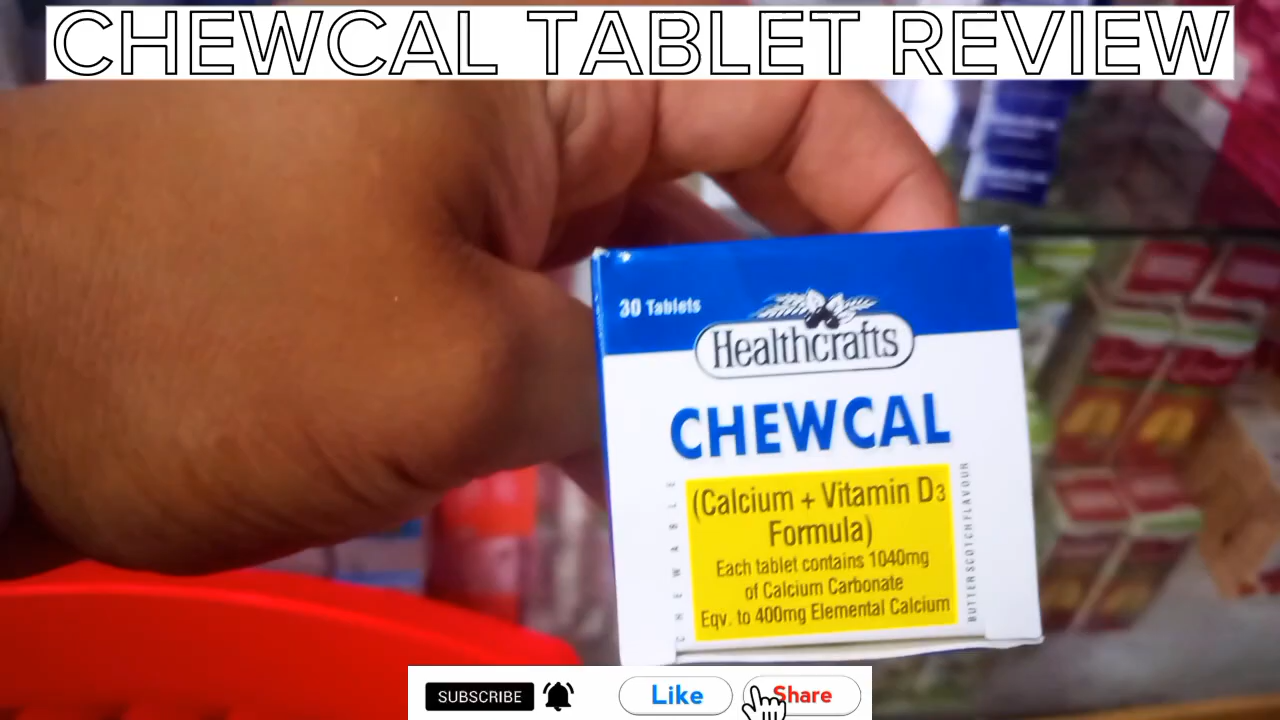 CHEWCAL TABLET REVIEW
30 Tablets
Healthcrafts
CHEWCAL
CHEWABLE
(Calcium + Vitamin D3
Formula)
Each tablet contains 1040mg
of Calcium Carbonate
Eqv. to 400mg Elemental Calcium
BUTTERSCOTCH FLAVOUR
SUBSCRIBE
Like
Share